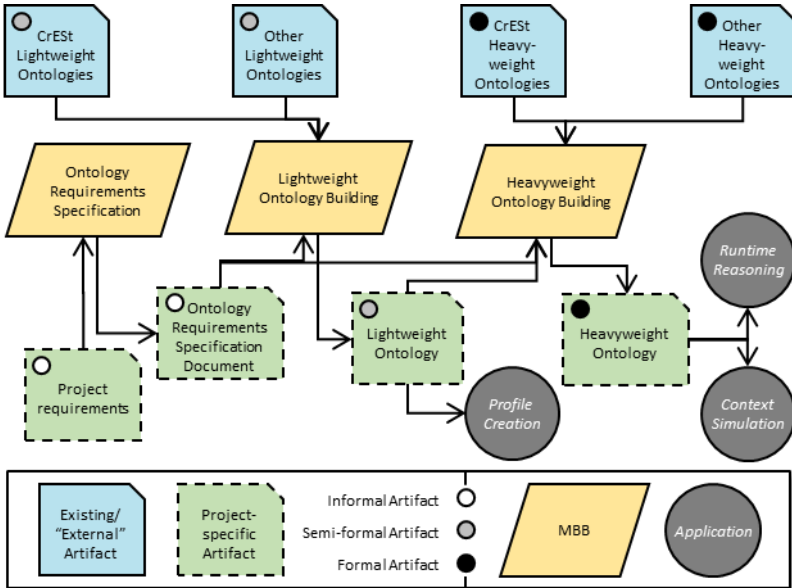 CrESt
Lightweight
Ontologies
Other
Lightweight
Ontologies
CrESt
Heavy-
weight
Ontologies
Other
Heavy-
weight
Ontologies
Ontology
Requirements
Specification
Lightweight
Ontology Building
Heavyweight
Ontology Building
Runtime
Reasoning
Ontology
Requirements
Specification
Document
Lightweight
Ontology
Heavyweight
Ontology
Project
requirements
Profile
Creation
Context
Simulation
Existing/
“External”
Artifact
Project-
specific
Artifact
Informal Artifact
Semi-formal Artifact
Formal Artifact
MBB
Application